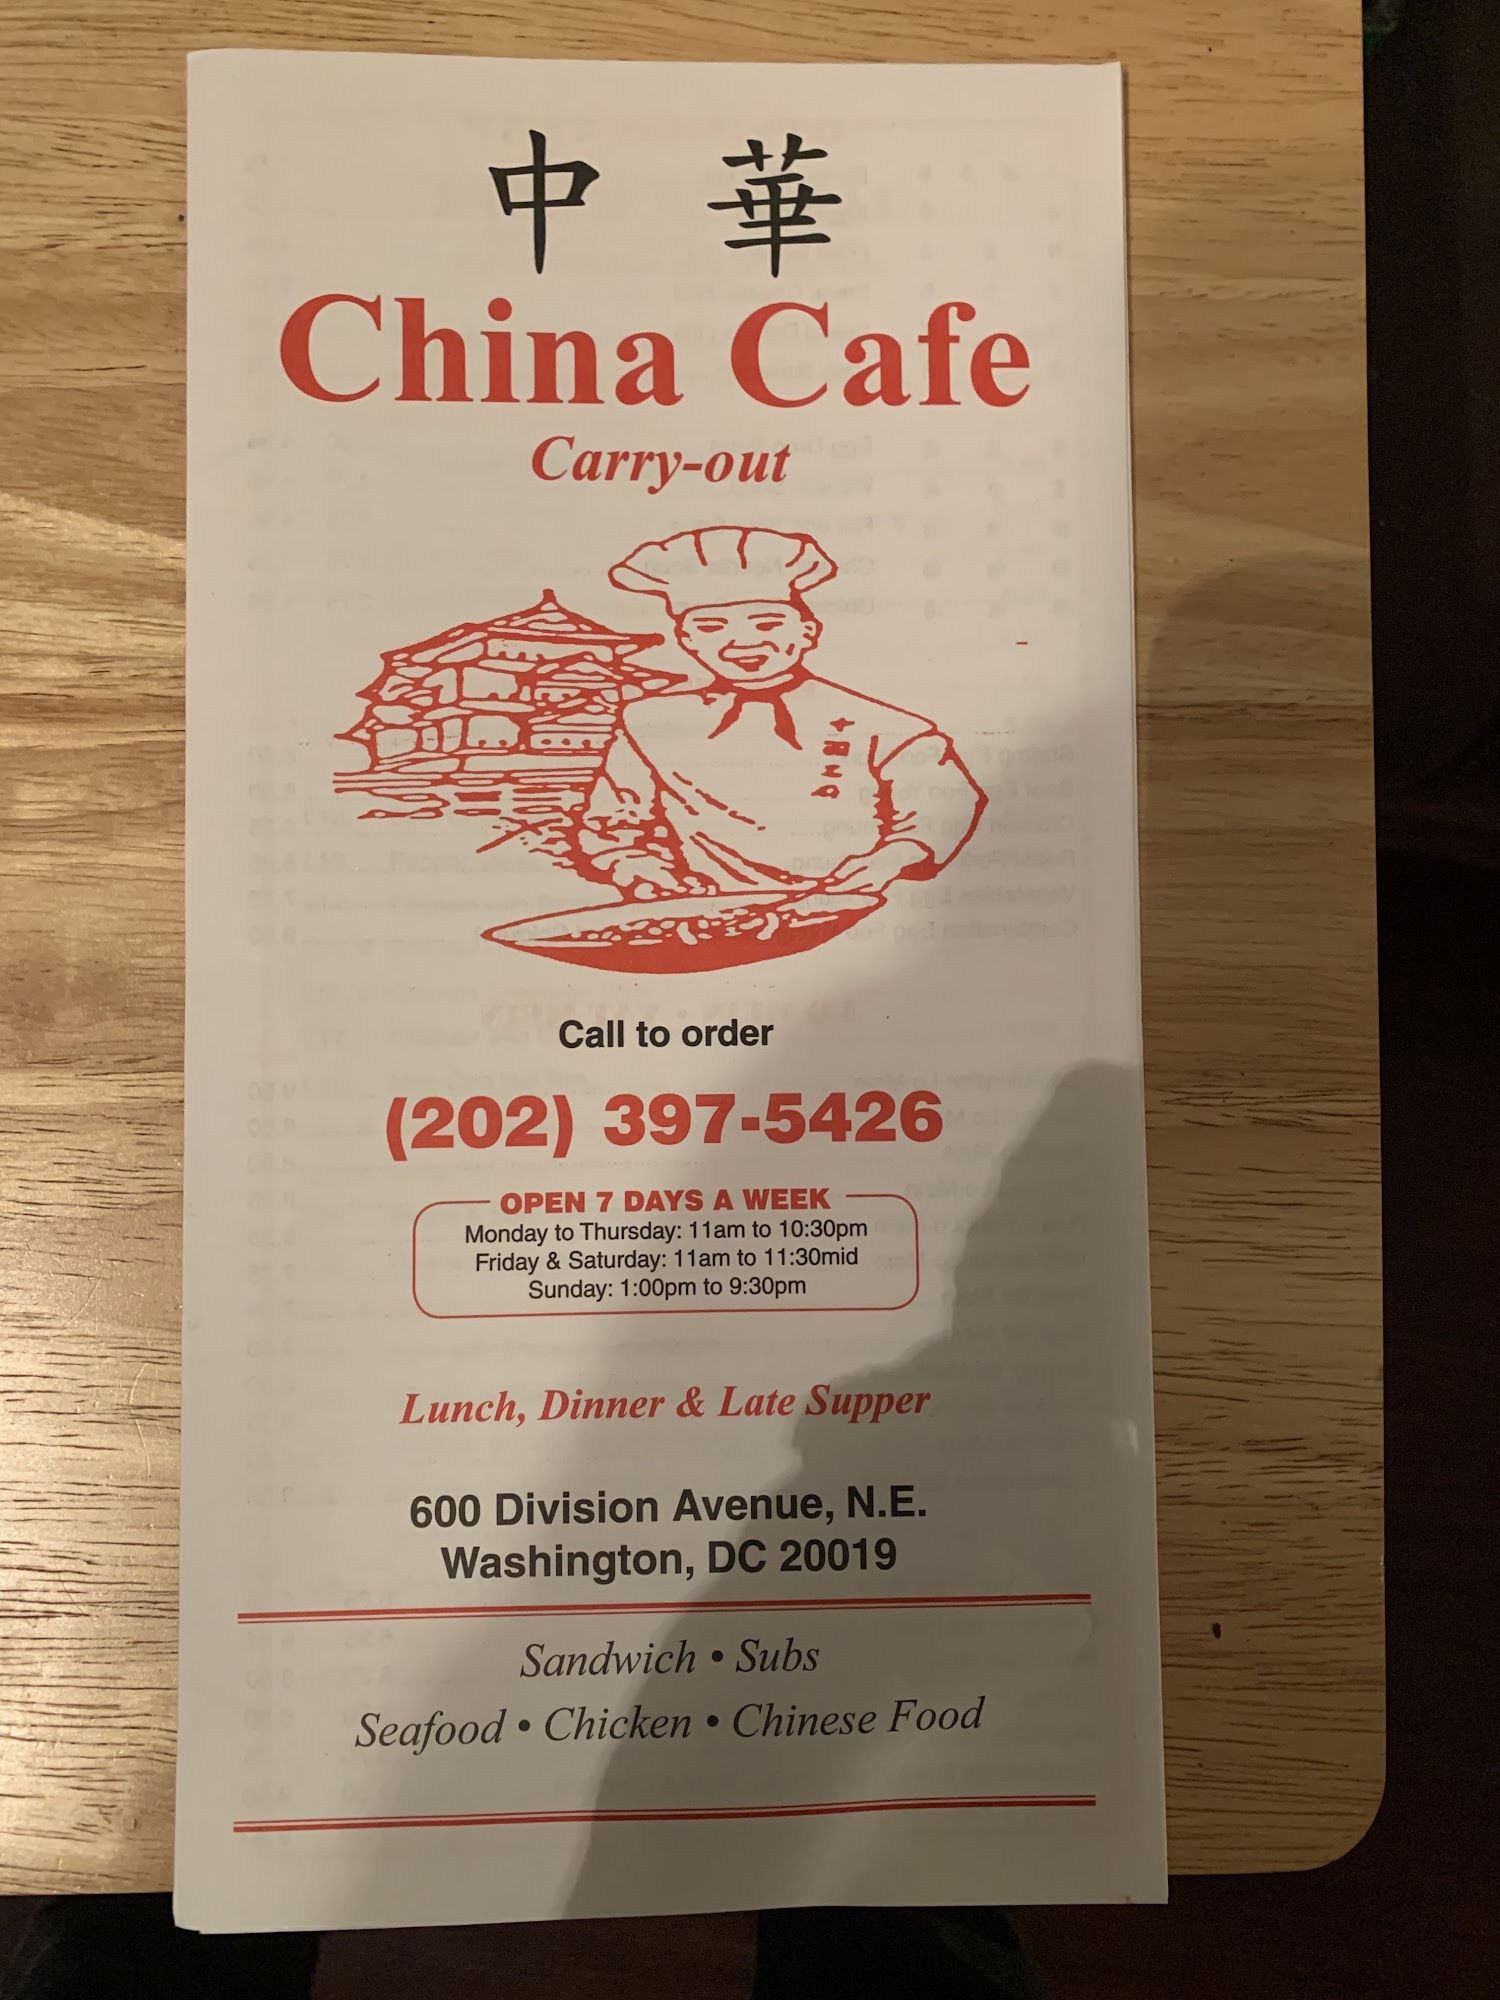 中 華
China Cafe
Carry-out
Call to order
(202) 397-5426
OPEN 7 DAYS A WEEK
Monday to Thursday: 11am to 10:30pm
Friday & Saturday: 11am to 11:30mid
Sunday: 1:00pm to 9:30pm
Lunch, Dinner & Late Supper
600 Division Avenue, N.E.
Washington, DC 20019
Sandwich • Subs
Seafood • Chicken • Chinese Food